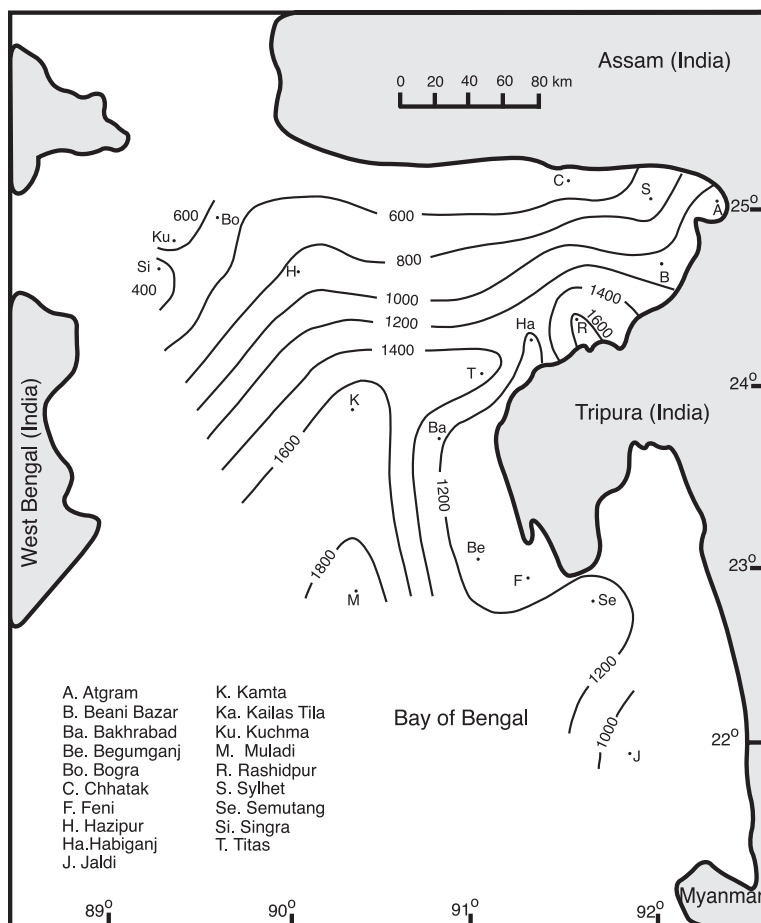 Assam (India)
0 20 40 60 80 km
C
S
A
25°
600
Bo
600
Ku
Si
400
H
800
B
1000
1400
1200
Ha
1600
R
1400
T
24°
K
Tripura (India)
Ba
1600
West Bengal (India)
1200
Be
23°
F
1800
M
Se
1200
A. Atgram
B. Beani Bazar
Ba. Bakhrabad
Be. Begumganj
Bo. Bogra
C. Chhatak
F. Feni
H. Hazipur
Ha.Habiganj
J. Jaldi
K. Kamta
Ka. Kailas Tila
Ku. Kuchma
M. Muladi
R. Rashidpur
S. Sylhet
Se. Semutang
Si. Singra
T. Titas
Bay of Bengal
1000
22°
J
Myanmar
89°
90°
91°
92°